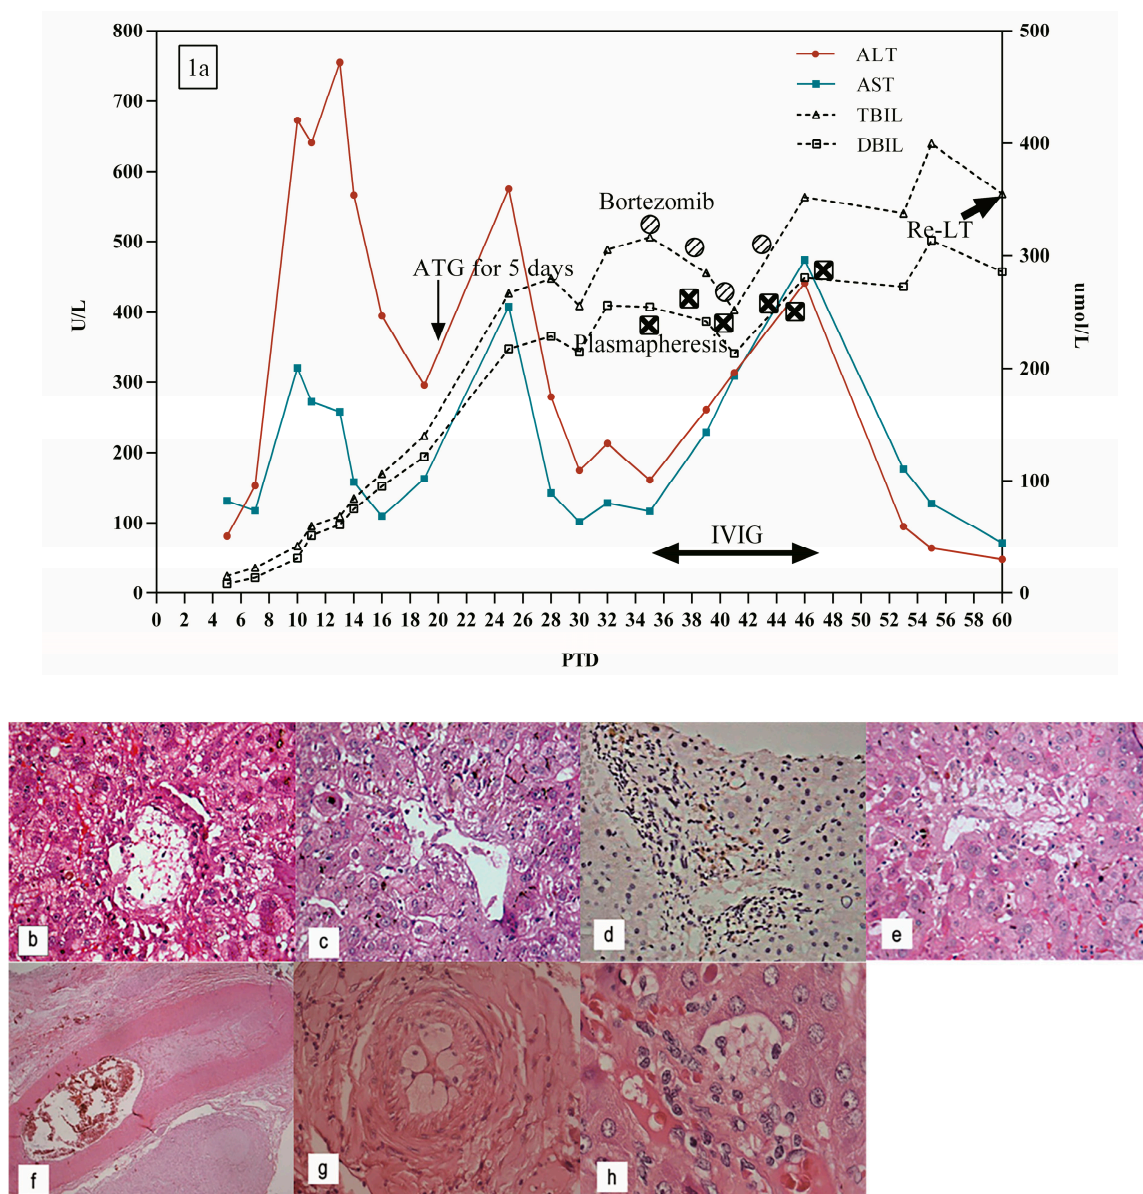 1a
ALT
AST
TBIL
DBIL
800
700
600
500
400
300
200
100
0
U/L
500
400
300
200
100
0
umol/L
Bortezomib
ATG for 5 days
Plasmapheresis
Re-LT
IVIG
0 2 4 6 8 10 12 14 16 18 20 22 24 26 28 30 32 34 36 38 40 42 44 46 48 50 52 54 56 58 60
PTD
b
c
d
e
f
g
h